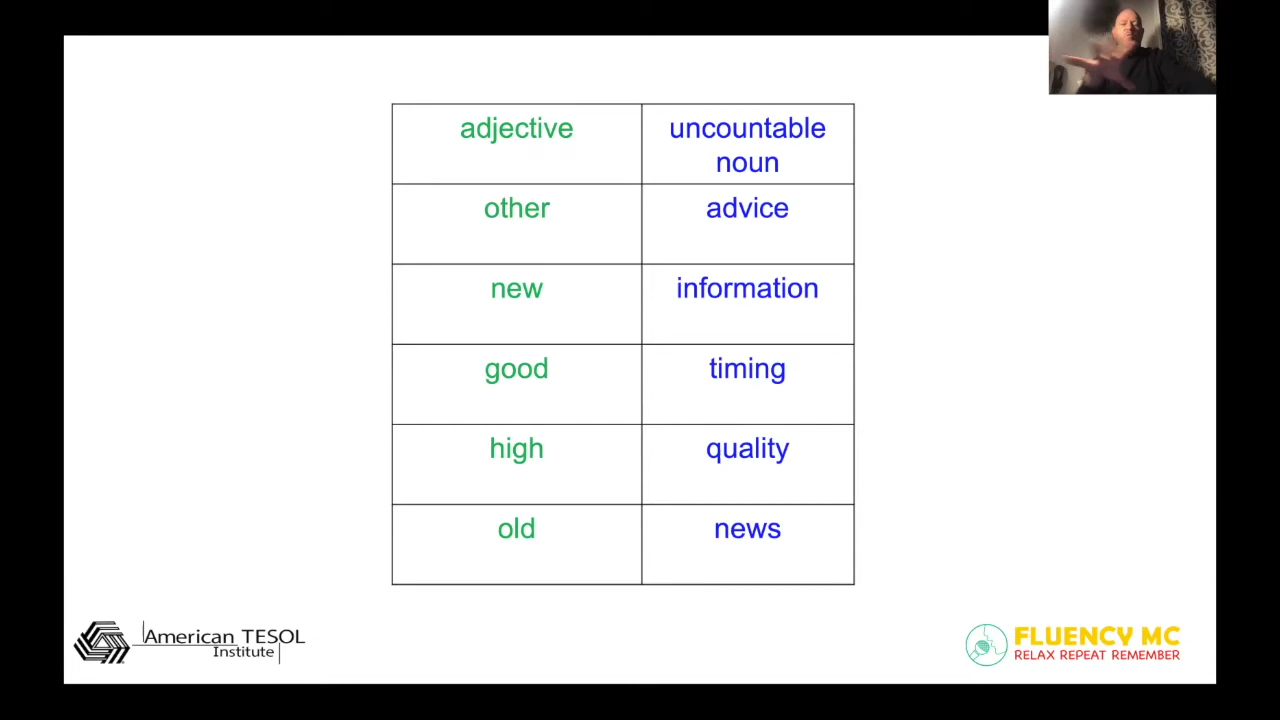 adjective
uncountable
noun
other
advice
new
information
good
timing
high
quality
old
news
American TESOL
Institute
FLUENCY MC
RELAX REPEAT REMEMBER